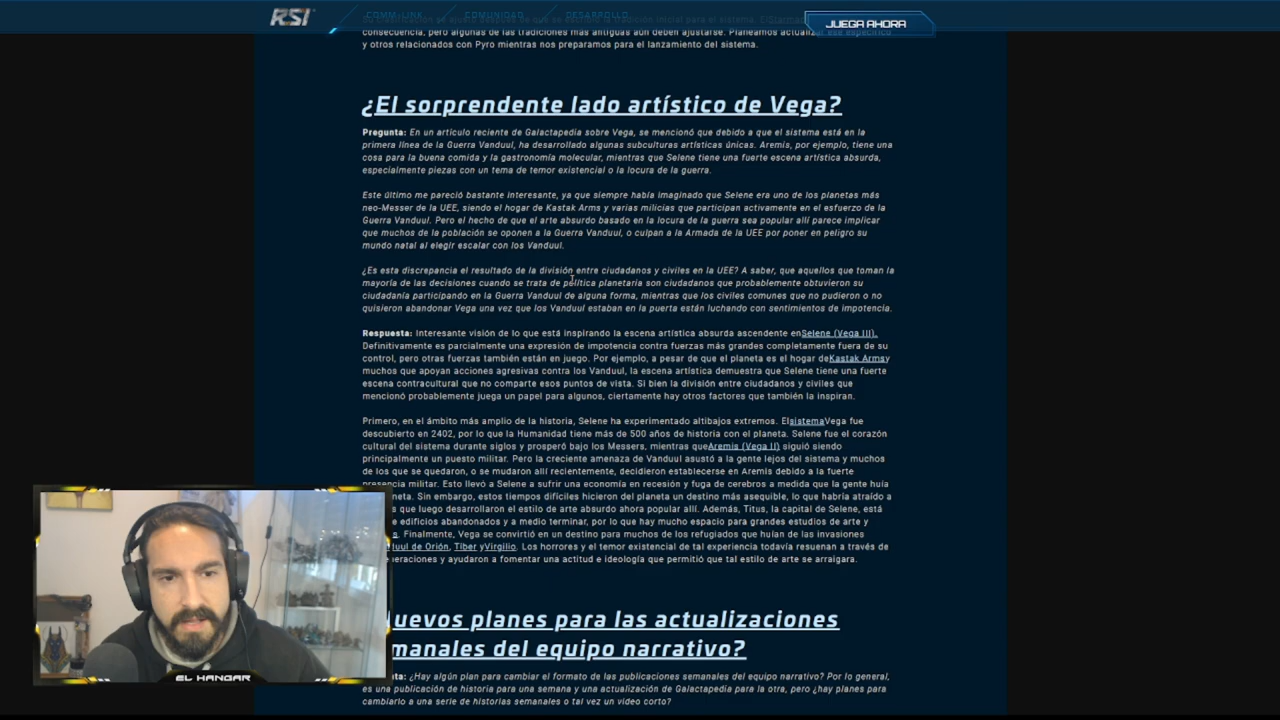 RSI
COMM-LINK
COMUNIDAD
DESARROLLO
JUEGA AHORA
consecuencia, pero algunas de las tradiciones más antiguas aún deben ajustarse. Planeamos actualizar ese específico
y otros relacionados con Pyro mientras nos preparamos para el lanzamiento del sistema.
¿El sorprendente lado artístico de Vega?
Pregunta: En un artículo reciente de Galactapedia sobre Vega, se mencionó que debido a que el sistema está en la
primera línea de la Guerra Vanduul, ha desarrollado algunas subculturas artísticas únicas. Aremis, por ejemplo, tiene una
cosa para la buena comida y la gastronomía molecular, mientras que Selene tiene una fuerte escena artística absurda,
especialmente piezas con un tema de temor existencial o la locura de la guerra.
Este último me pareció bastante interesante, ya que siempre había imaginado que Selene era uno de los planetas más
neo-Messer de la UEE, siendo el hogar de Kastak Arms y varias milicias que participan activamente en el esfuerzo de la
Guerra Vanduul. Pero el hecho de que el arte absurdo basado en la locura de la guerra sea popular allí parece implicar
que muchos de la población se oponen a la Guerra Vanduul, o culpan a la Armada de la UEE por poner en peligro su
mundo natal al elegir escalar con los Vanduul.
¿Es esta discrepancia el resultado de la división entre ciudadanos y civiles en la UEE? A saber, que aquellos que toman la
mayoría de las decisiones cuando se trata de política planetaria son ciudadanos que probablemente obtuvieron su
ciudadanía participando en la Guerra Vanduul de alguna forma, mientras que los civiles comunes que no pudieron o no
quisieron abandonar Vega una vez que los Vanduul estaban en la puerta están luchando con sentimientos de impotencia.
Respuesta: Interesante visión de lo que está inspirando la escena artística absurda ascendente enSelene (Vega III).
Definitivamente es parcialmente una expresión de impotencia contra fuerzas más grandes completamente fuera de su
control, pero otras fuerzas también están en juego. Por ejemplo, a pesar de que el planeta es el hogar deKastak Armsy
muchos que apoyan acciones agresivas contra los Vanduul, la escena artística demuestra que Selene tiene una fuerte
escena contracultural que no comparte esos puntos de vista. Si bien la división entre ciudadanos y civiles que
mencionó probablemente juega un papel para algunos, ciertamente hay otros factores que también la inspiran.
Primero, en el ámbito más amplio de la historia, Selene ha experimentado altibajos extremos. ElsistemaVega fue
descubierto en 2402, por lo que la Humanidad tiene más de 500 años de historia con el planeta. Selene fue el corazón
cultural del sistema durante siglos y prosperó bajo los Messers, mientras queAremis (Vega II) siguió siendo
principalmente un puesto militar. Pero la creciente amenaza de Vanduul asustó a la gente lejos del sistema y muchos
de los que se quedaron, o se mudaron allí recientemente, decidieron establecerse en Aremis debido a la fuerte
presencia militar. Esto llevó a Selene a sufrir una economía en recesión y fuga de cerebros a medida que la gente huía
neta. Sin embargo, estos tiempos difíciles hicieron del planeta un destino más asequible, lo que habría atraído a
s que luego desarrollaron el estilo de arte absurdo ahora popular allí. Además, Titus, la capital de Selene, está
e edificios abandonados y a medio terminar, por lo que hay mucho espacio para grandes estudios de arte y
s. Finalmente, Vega se convirtió en un destino para muchos de los refugiados que huían de las invasiones
uul de Orión, Tiber yVirgilio. Los horrores y el temor existencial de tal experiencia todavía resuenan a través de
eneraciones y ayudaron a fomentar una actitud e ideología que permitió que tal estilo de arte se arraigara.
uevos planes para las actualizaciones
manales del equipo narrativo?
ta: ¿Hay algún plan para cambiar el formato de las publicaciones semanales del equipo narrativo? Por lo general,
es una publicación de historia para una semana y una actualización de Galactapedia para la otra, pero ¿hay planes para
cambiarlo a una serie de historias semanales o tal vez un video corto?
EL HANGAR